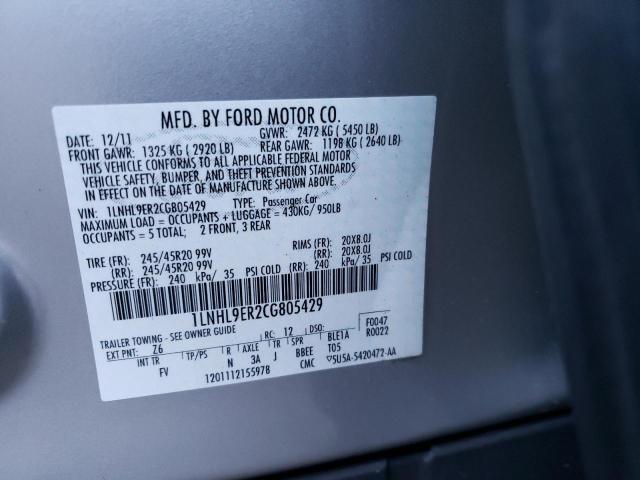 MFD. BY FORD MOTOR CO.
DATE: 12/11 GVWR: 2472 KG ( 5450 LB)
FRONT GAWR: 1325 KG ( 2920 LB) REAR GAWR: 1198 KG ( 2640 LB)
THIS VEHICLE CONFORMS TO ALL APPLICABLE FEDERAL MOTOR
VEHICLE SAFETY, BUMPER, AND THEFT PREVENTION STANDARDS
IN EFFECT ON THE DATE OF MANUFACTURE SHOWN ABOVE.
VIN: 1LNHL9ER2CG805429 TYPE: Passenger Car
MAXIMUM LOAD = OCCUPANTS + LUGGAGE = 430KG/ 950LB
OCCUPANTS = 5 TOTAL; 2 FRONT, 3 REAR
TIRE (FR): 245/45R20 99V RIMS (FR): 20X8.0J
(RR): 245/45R20 99V (RR): 20X8.0J
PRESSURE (FR): 240 kPa/ 35 PSI COLD (RR): 240 kPa/ 35 PSI COLD
1LNHL9ER2CG805429
TRAILER TOWING - SEE OWNER GUIDE RC: 12 DSO: F0047
EXT PNT: Z6 BLE1A R0022
INT TR TP/PS R AXLE TR SPR T05
FV N 3A J BBEE
1201112155978 CMC 5U5A-5420472-AA